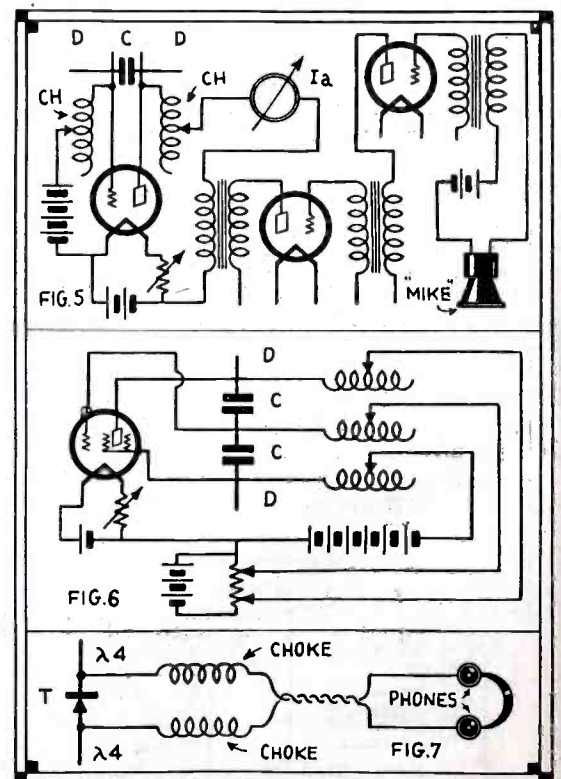 D C D
CH
CH
Ia
FIG.5
"MIKE"
D
C
C
D
FIG.6
λ4
CHOKE
T
PHONES
λ4
CHOKE
FIG.7